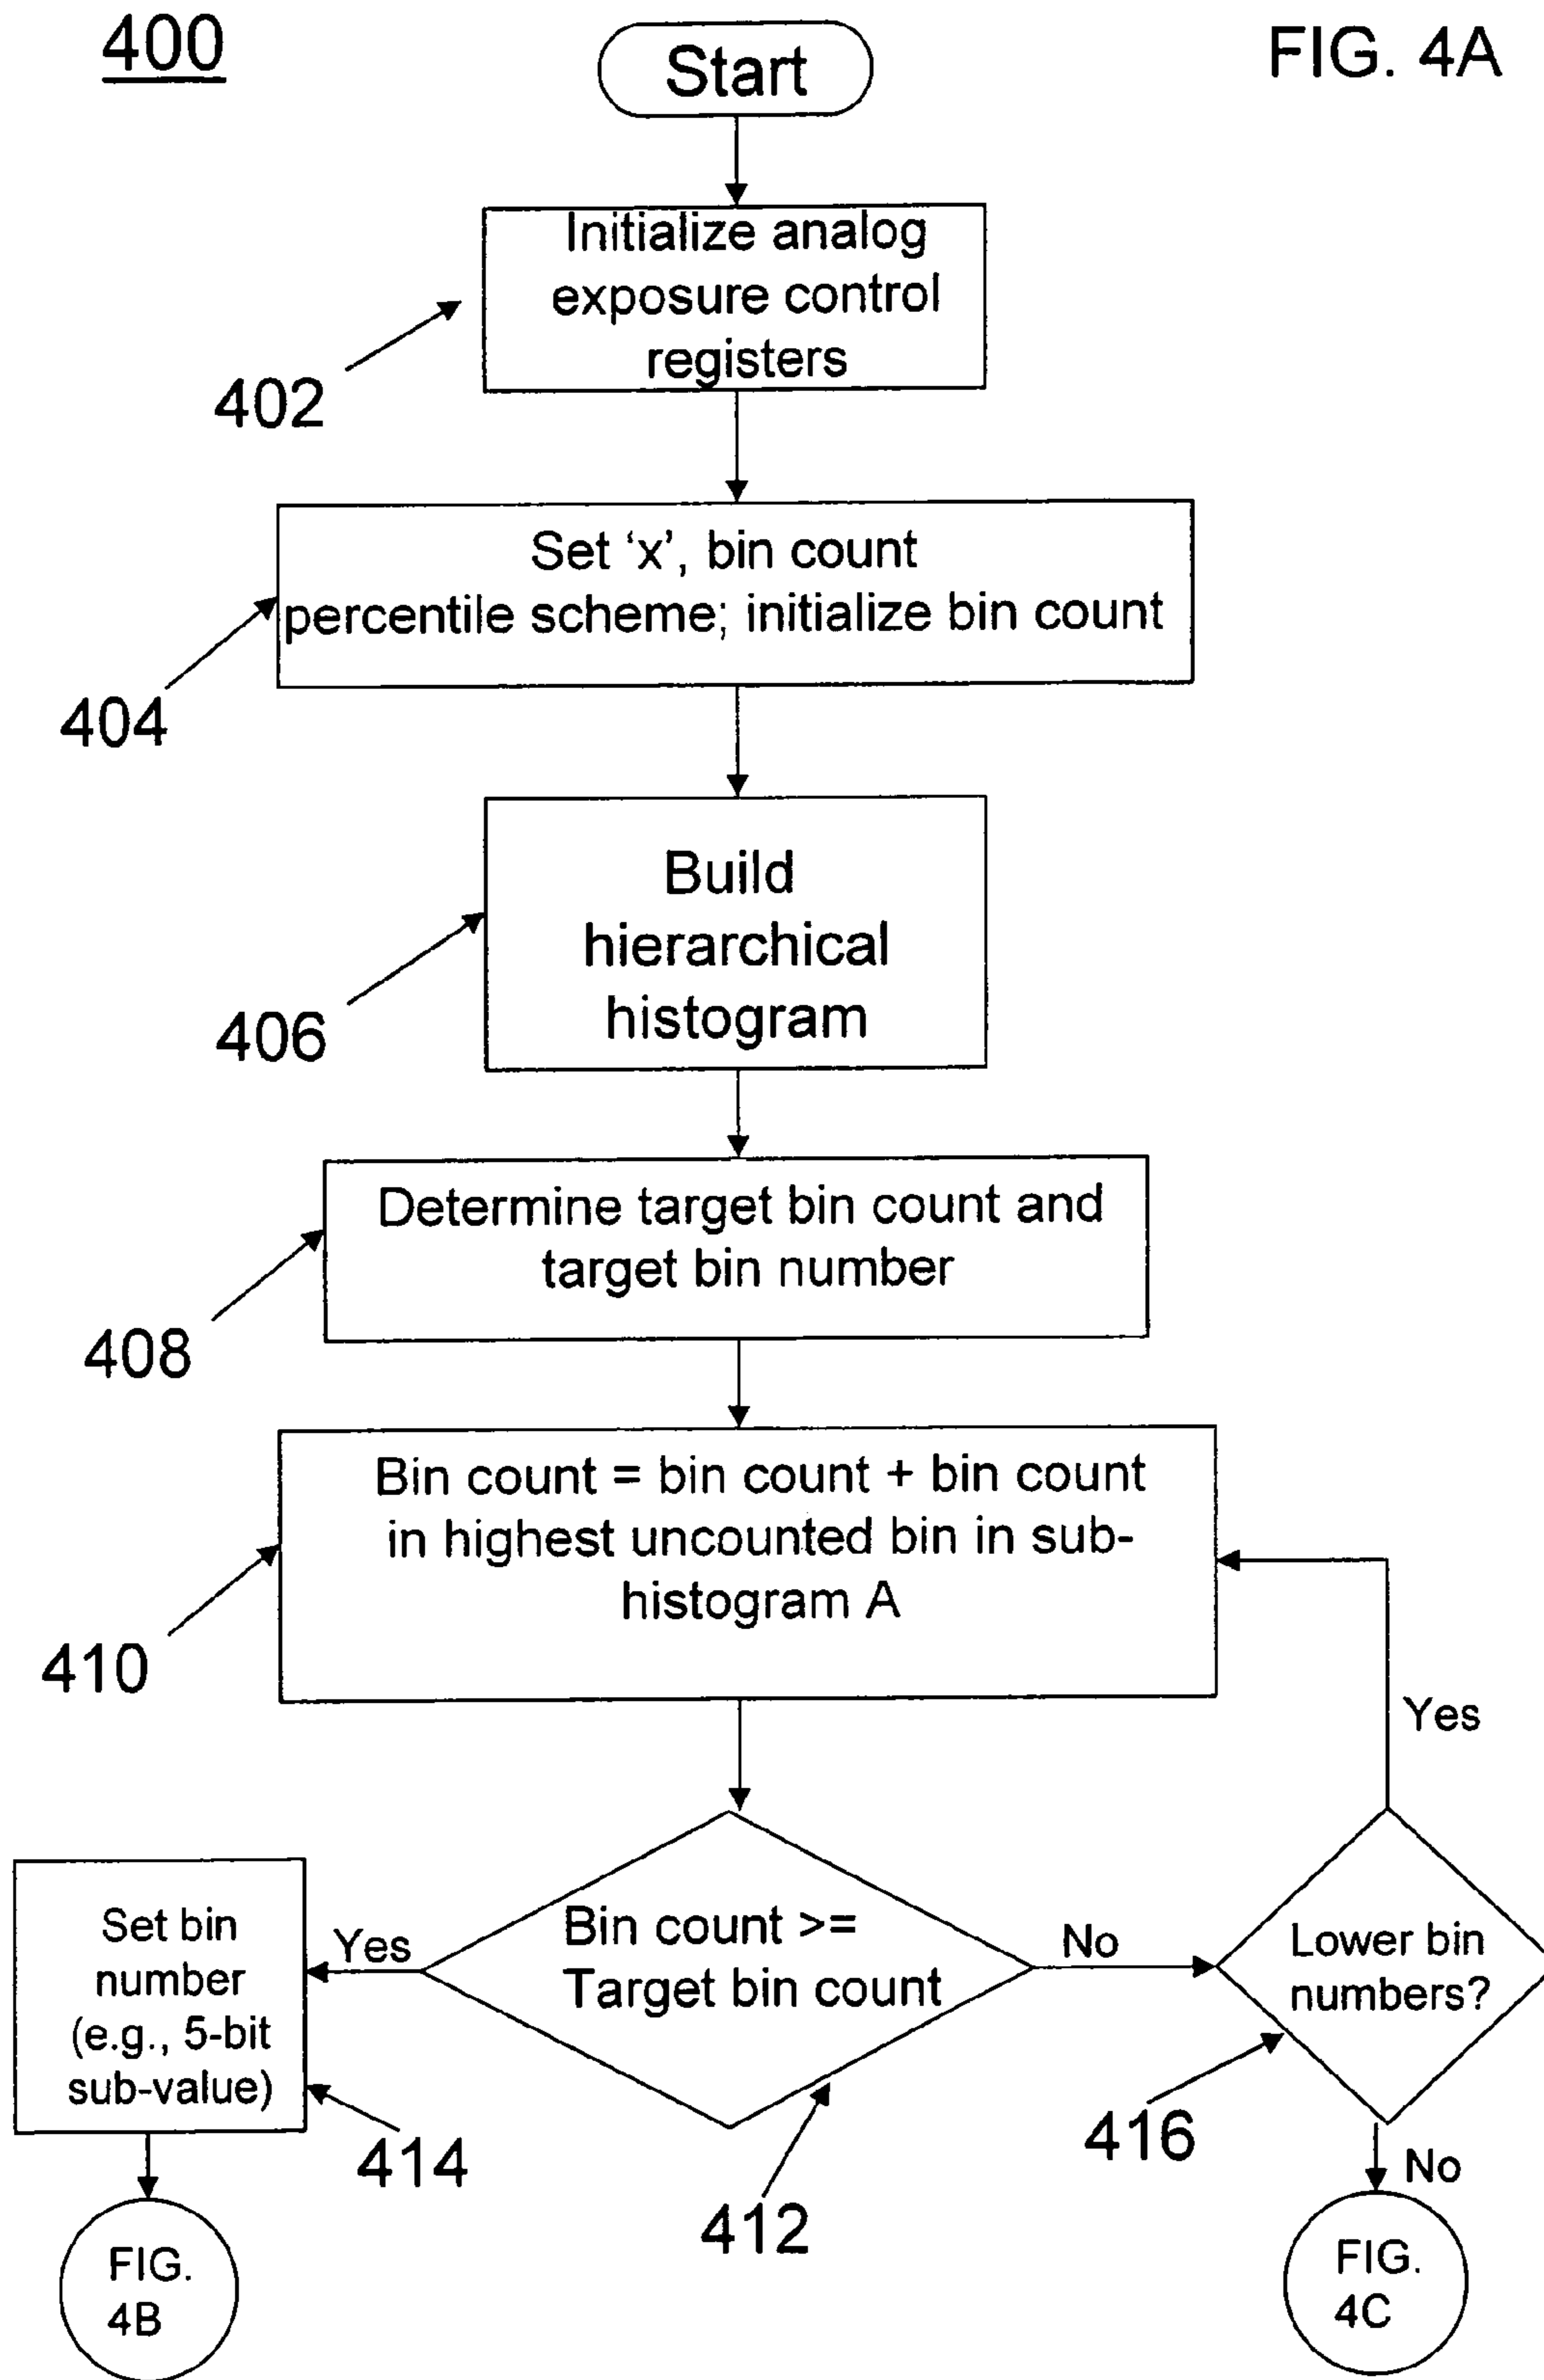 400
FIG. 4A
Start
Initialize analog
exposure control
registers
402
Set ‘x’, bin count
percentile scheme; initialize bin count
404
Build
hierarchical
histogram
406
Determine target bin count and
target bin number
408
Bin count = bin count + bin count
in highest uncounted bin in sub-
histogram A
410
Yes
Set bin
number
(e.g., 5-bit
sub-value)
Yes
Bin count >=
Target bin count
No
Lower bin
numbers?
414
412
416
No
FIG.
4B
FIG.
4C